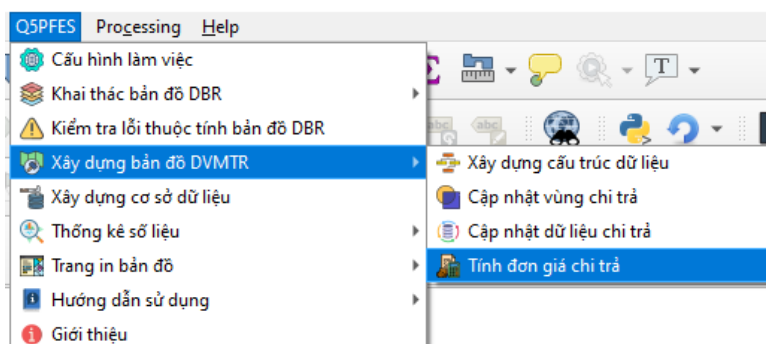 Q5PFES Processing Help
Cấu hình làm việc
Khai thác bản đồ DBR
Kiểm tra lỗi thuộc tính bản đồ DBR
Xây dựng bản đồ DVMTR
Xây dựng cơ sở dữ liệu
Thống kê số liệu
Trang in bản đồ
Hướng dẫn sử dụng
Giới thiệu
Xây dựng cấu trúc dữ liệu
Cập nhật vùng chi trả
Cập nhật dữ liệu chi trả
Tính đơn giá chi trả